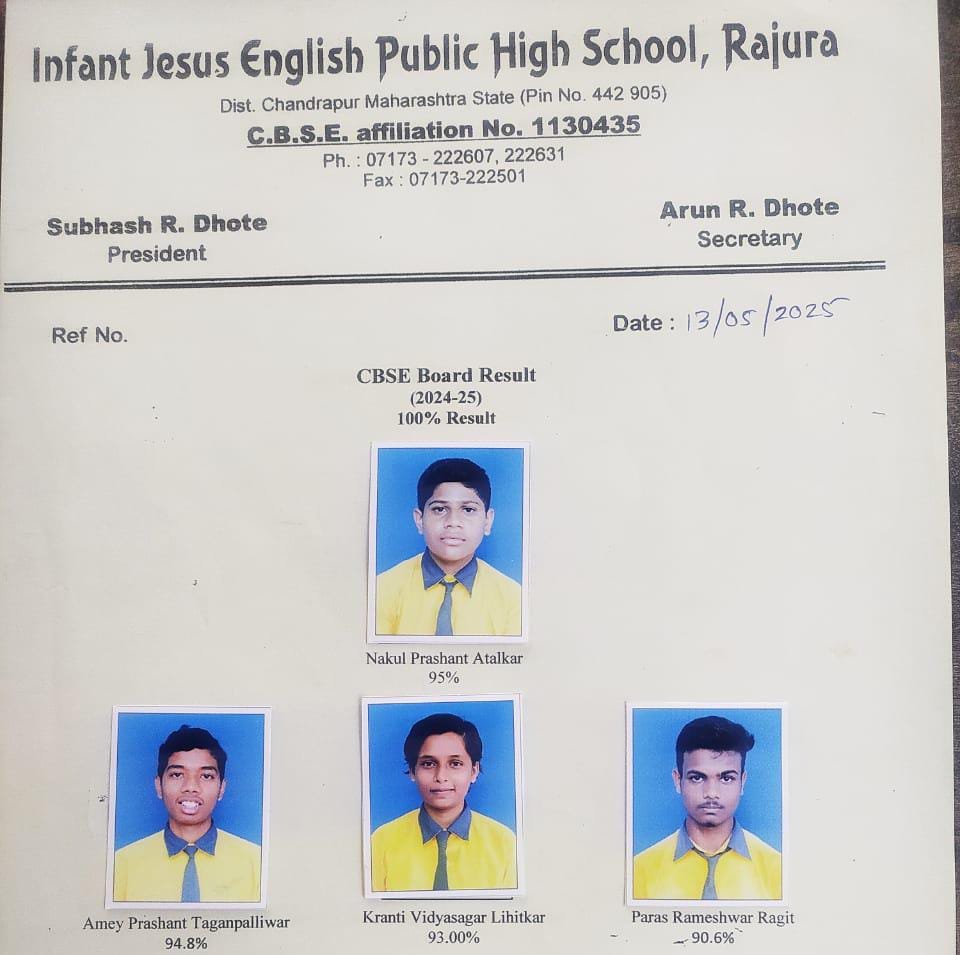 Infant Jesus English Public High School, Rajura
Dist. Chandrapur Maharashtra State (Pin No. 442 905)
C.B.S.E. affiliation No. 1130435
Ph. : 07173 - 222607, 222631
Fax : 07173-222501
Subhash R. Dhote
President
Arun R. Dhote
Secretary
Ref No.
Date : 13/05/2025
CBSE Board Result
(2024-25)
100% Result
Nakul Prashant Atalkar
95%
Amey Prashant Taganpalliwar
94.8%
Kranti Vidyasagar Lihitkar
93.00%
Paras Rameshwar Ragit
90.6%